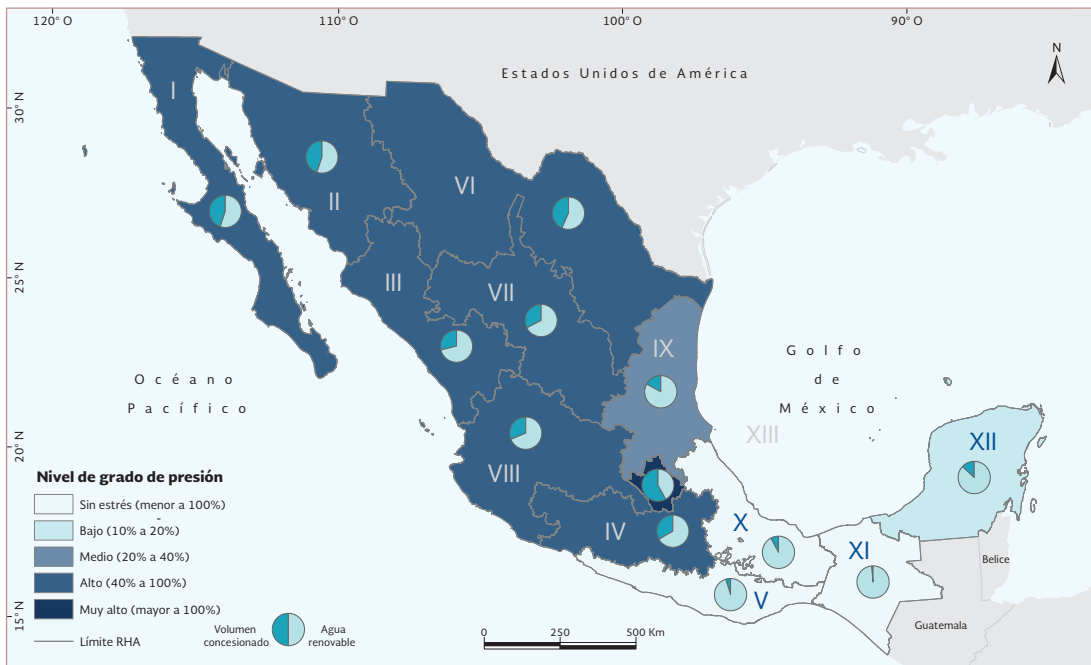 120° O
110° O
100° O
90° O
N
Estados Unidos de América
30° N
25° N
20° N
15° N
I
II
III
VI
VII
VIII
IX
IV
X
V
XI
XII
XIII
Océano
Pacífico
Golfo
de
México
Belice
Guatemala
Nivel de grado de presión
Sin estrés (menor a 100%)
Bajo (10% a 20%)
Medio (20% a 40%)
Alto (40% a 100%)
Muy alto (mayor a 100%)
Límite RHA
Volumen
concesionado
Agua
renovable
0 250 500 Km